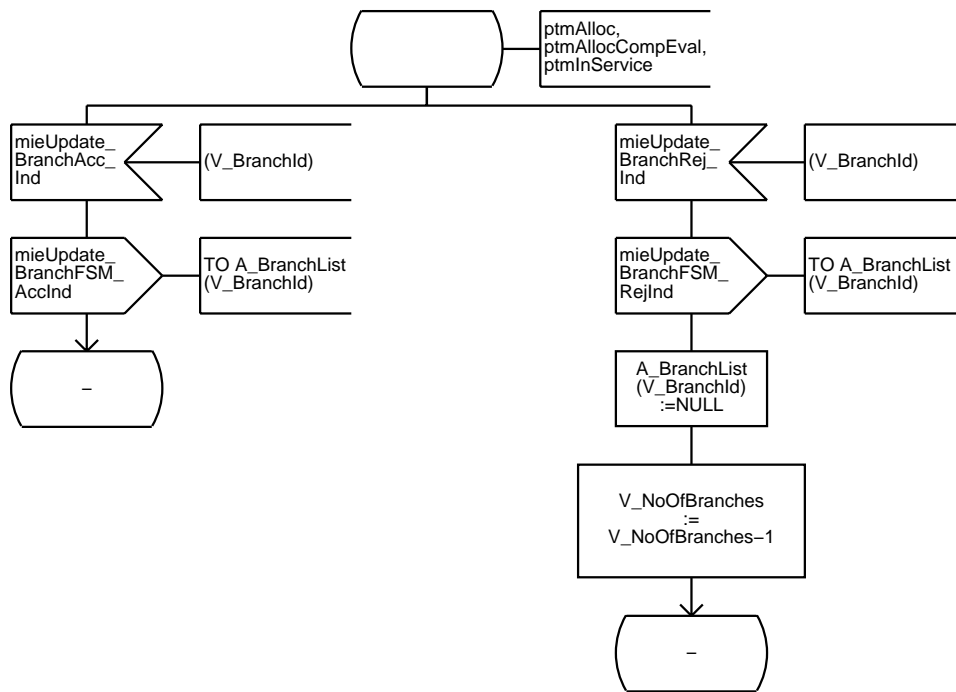 ptmAlloc,
ptmAllocCompEval,
ptmInService
mieUpdate_
BranchAcc_
Ind
(V_BranchId)
mieUpdate_
BranchFSM_
AccInd
TO A_BranchList
(V_BranchId)
–
mieUpdate_
BranchRej_
Ind
(V_BranchId)
mieUpdate_
BranchFSM_
RejInd
TO A_BranchList
(V_BranchId)
A_BranchList
(V_BranchId)
:=NULL
V_NoOfBranches
:=
V_NoOfBranches–1
–